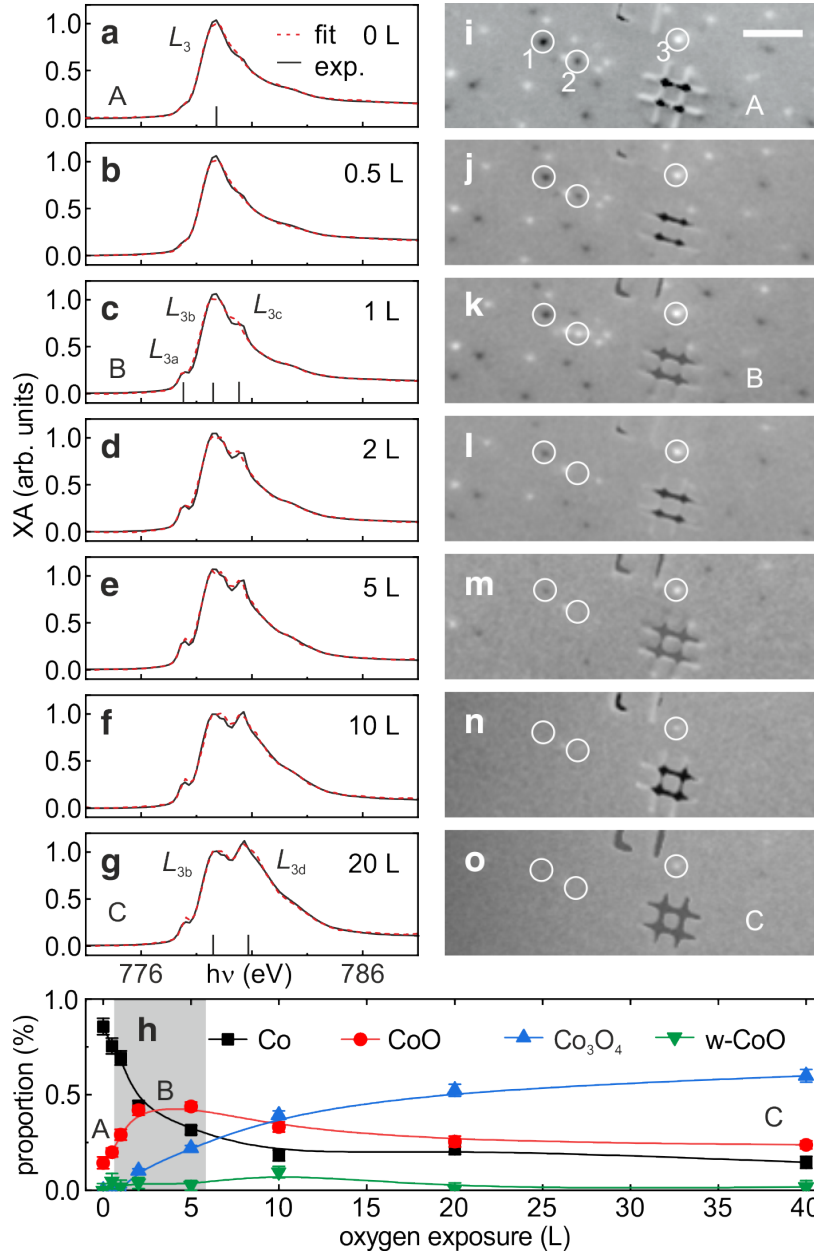 a L₃ fit 0 L
exp.
A
1.0
0.5
0.0
b 0.5 L
1.0
0.5
0.0
c L₃b L₃c 1 L
L₃a
B
1.0
0.5
0.0
d 2 L
1.0
0.5
0.0
e 5 L
1.0
0.5
0.0
f 10 L
1.0
0.5
0.0
g L₃b L₃d 20 L
C
1.0
0.5
0.0
XA (arb. units)
776 hν (eV) 786
i 1 2 3 A
j
k B
l
m
n
o C
h Co CoO Co₃O₄ w-CoO
A B C
1.0
0.5
0.0
proportion (%)
0 5 10 15 20 25 30 35 40
oxygen exposure (L)